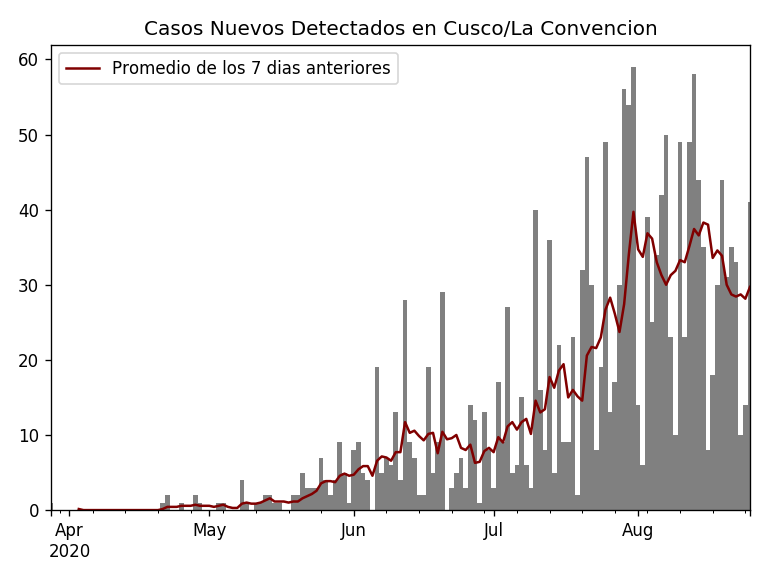 Casos Nuevos Detectados en Cusco/La Convencion
Promedio de los 7 dias anteriores
60
50
40
30
20
10
0
Apr
2020
May
Jun
Jul
Aug